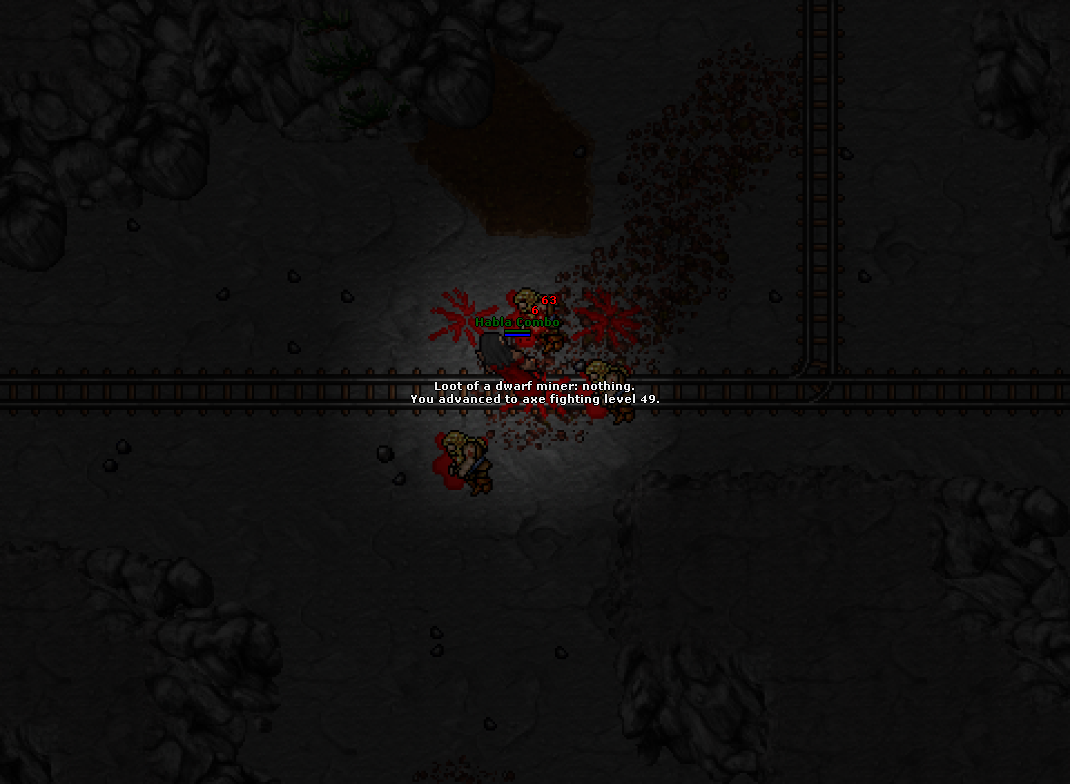 63
6
Habla Combo
Loot of a dwarf miner: nothing.
You advanced to axe fighting level 49.